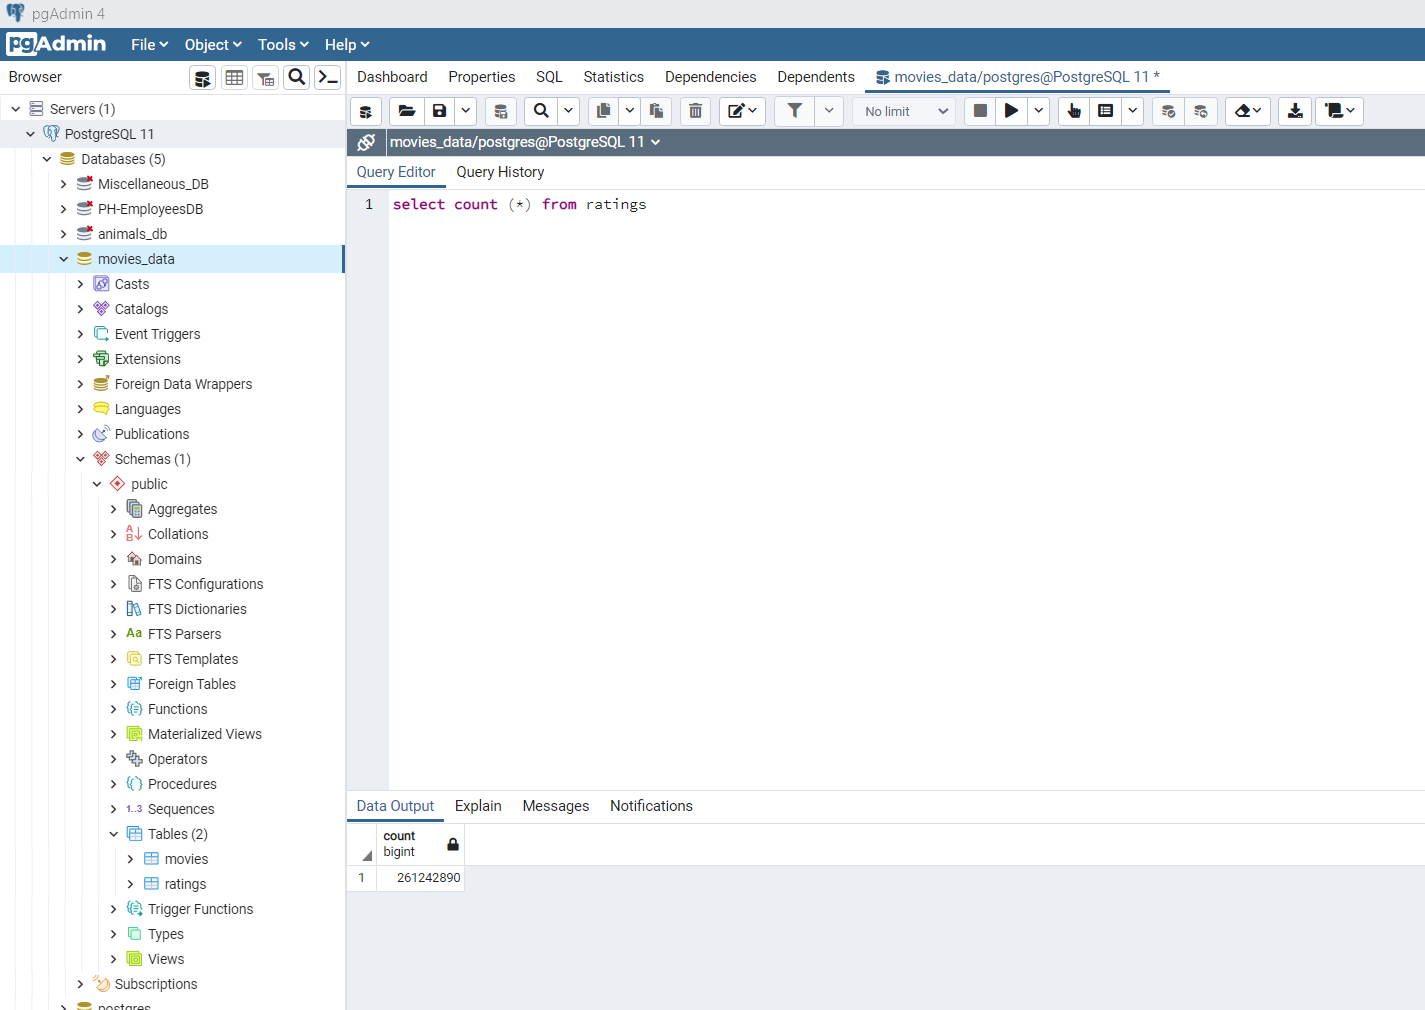 pgAdmin 4
pgAdmin File Object Tools Help
Browser
Dashboard Properties SQL Statistics Dependencies Dependents movies_data/postgres@PostgreSQL 11 *
No limit
movies_data/postgres@PostgreSQL 11
Query Editor Query History
1 select count (*) from ratings
Servers (1)
PostgreSQL 11
Databases (5)
Miscellaneous_DB
PH-EmployeesDB
animals_db
movies_data
Casts
Catalogs
Event Triggers
Extensions
Foreign Data Wrappers
Languages
Publications
Schemas (1)
public
Aggregates
Collations
Domains
FTS Configurations
FTS Dictionaries
Aa FTS Parsers
FTS Templates
Foreign Tables
Functions
Materialized Views
Operators
Procedures
1..3 Sequences
Tables (2)
movies
ratings
Trigger Functions
Types
Views
Subscriptions
postgres
Data Output Explain Messages Notifications
count
bigint
1 261242890